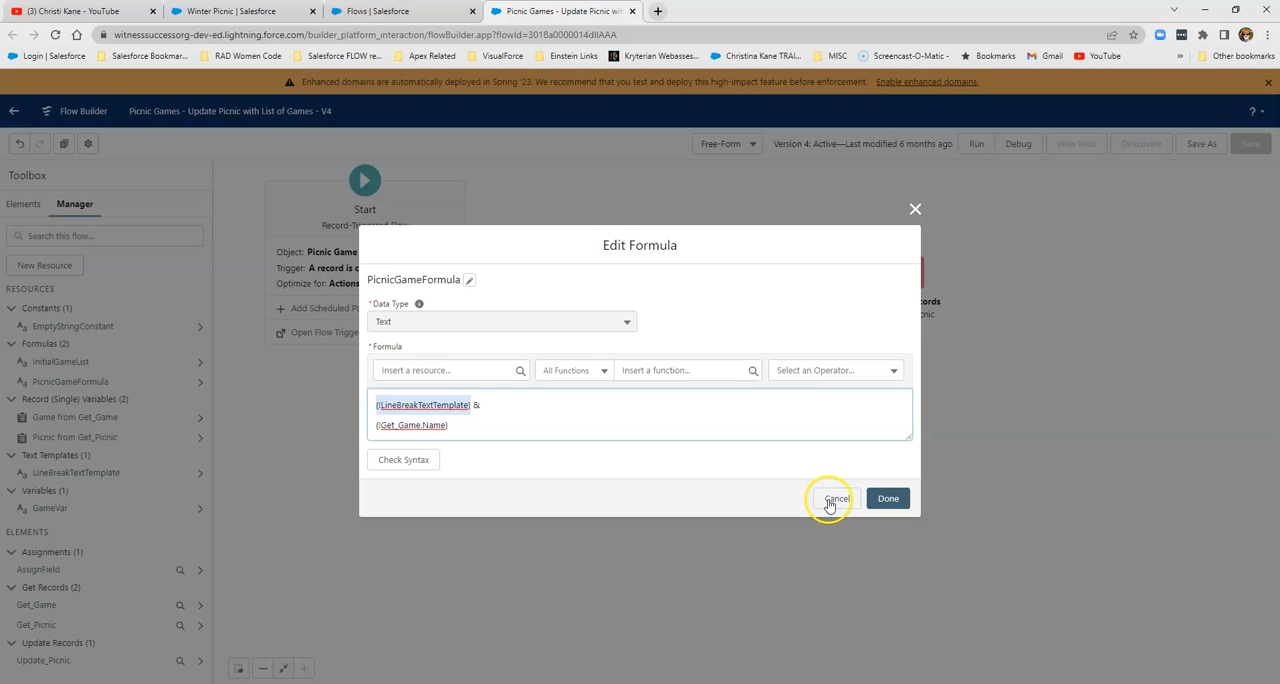 (3) Christi Kane - YouTube
Winter Picnic | Salesforce
Flows | Salesforce
Picnic Games - Update Picnic wit
witnesssuccessorg-dev-ed.lightning.force.com/builder_platform_interaction/flowBuilder.app?flowId=3018a0000014dlIAAA
Login | Salesforce
Salesforce Bookmar...
RAD Women Code
Salesforce FLOW re...
Apex Related
VisualForce
Einstein Links
Kryterian Webasses...
Christina Kane TRAI...
MISC
Screencast-O-Matic -
Bookmarks
Gmail
YouTube
»
Other bookmarks
Enhanced domains are automatically deployed in Spring '23. We recommend that you test and deploy this high-impact feature before enforcement. Enable enhanced domains.
Flow Builder
Picnic Games - Update Picnic with List of Games - V4
?
Free-Form
Version 4: Active—Last modified 6 months ago
Run
Debug
View Tests
Deactivate
Save As
Save
Toolbox
Elements
Manager
Search this flow...
New Resource
RESOURCES
Constants (1)
EmptyStringConstant
Formulas (2)
InitialGameList
PicnicGameFormula
Record (Single) Variables (2)
Game from Get_Game
Picnic from Get_Picnic
Text Templates (1)
LineBreakTextTemplate
Variables (1)
GameVar
ELEMENTS
Assignments (1)
AssignField
Get Records (2)
Get_Game
Get_Picnic
Update Records (1)
Update_Picnic
Start
Record-Triggered Flow
Object: Picnic Game
Trigger: A record is c
Optimize for: Actions
Add Scheduled Pa
Open Flow Trigge
ords
nic
Edit Formula
PicnicGameFormula
* Data Type
Text
* Formula
Insert a resource...
All Functions
Insert a function...
Select an Operator...
{!LineBreakTextTemplate} &
{!Get_Game.Name}
Check Syntax
Cancel
Done